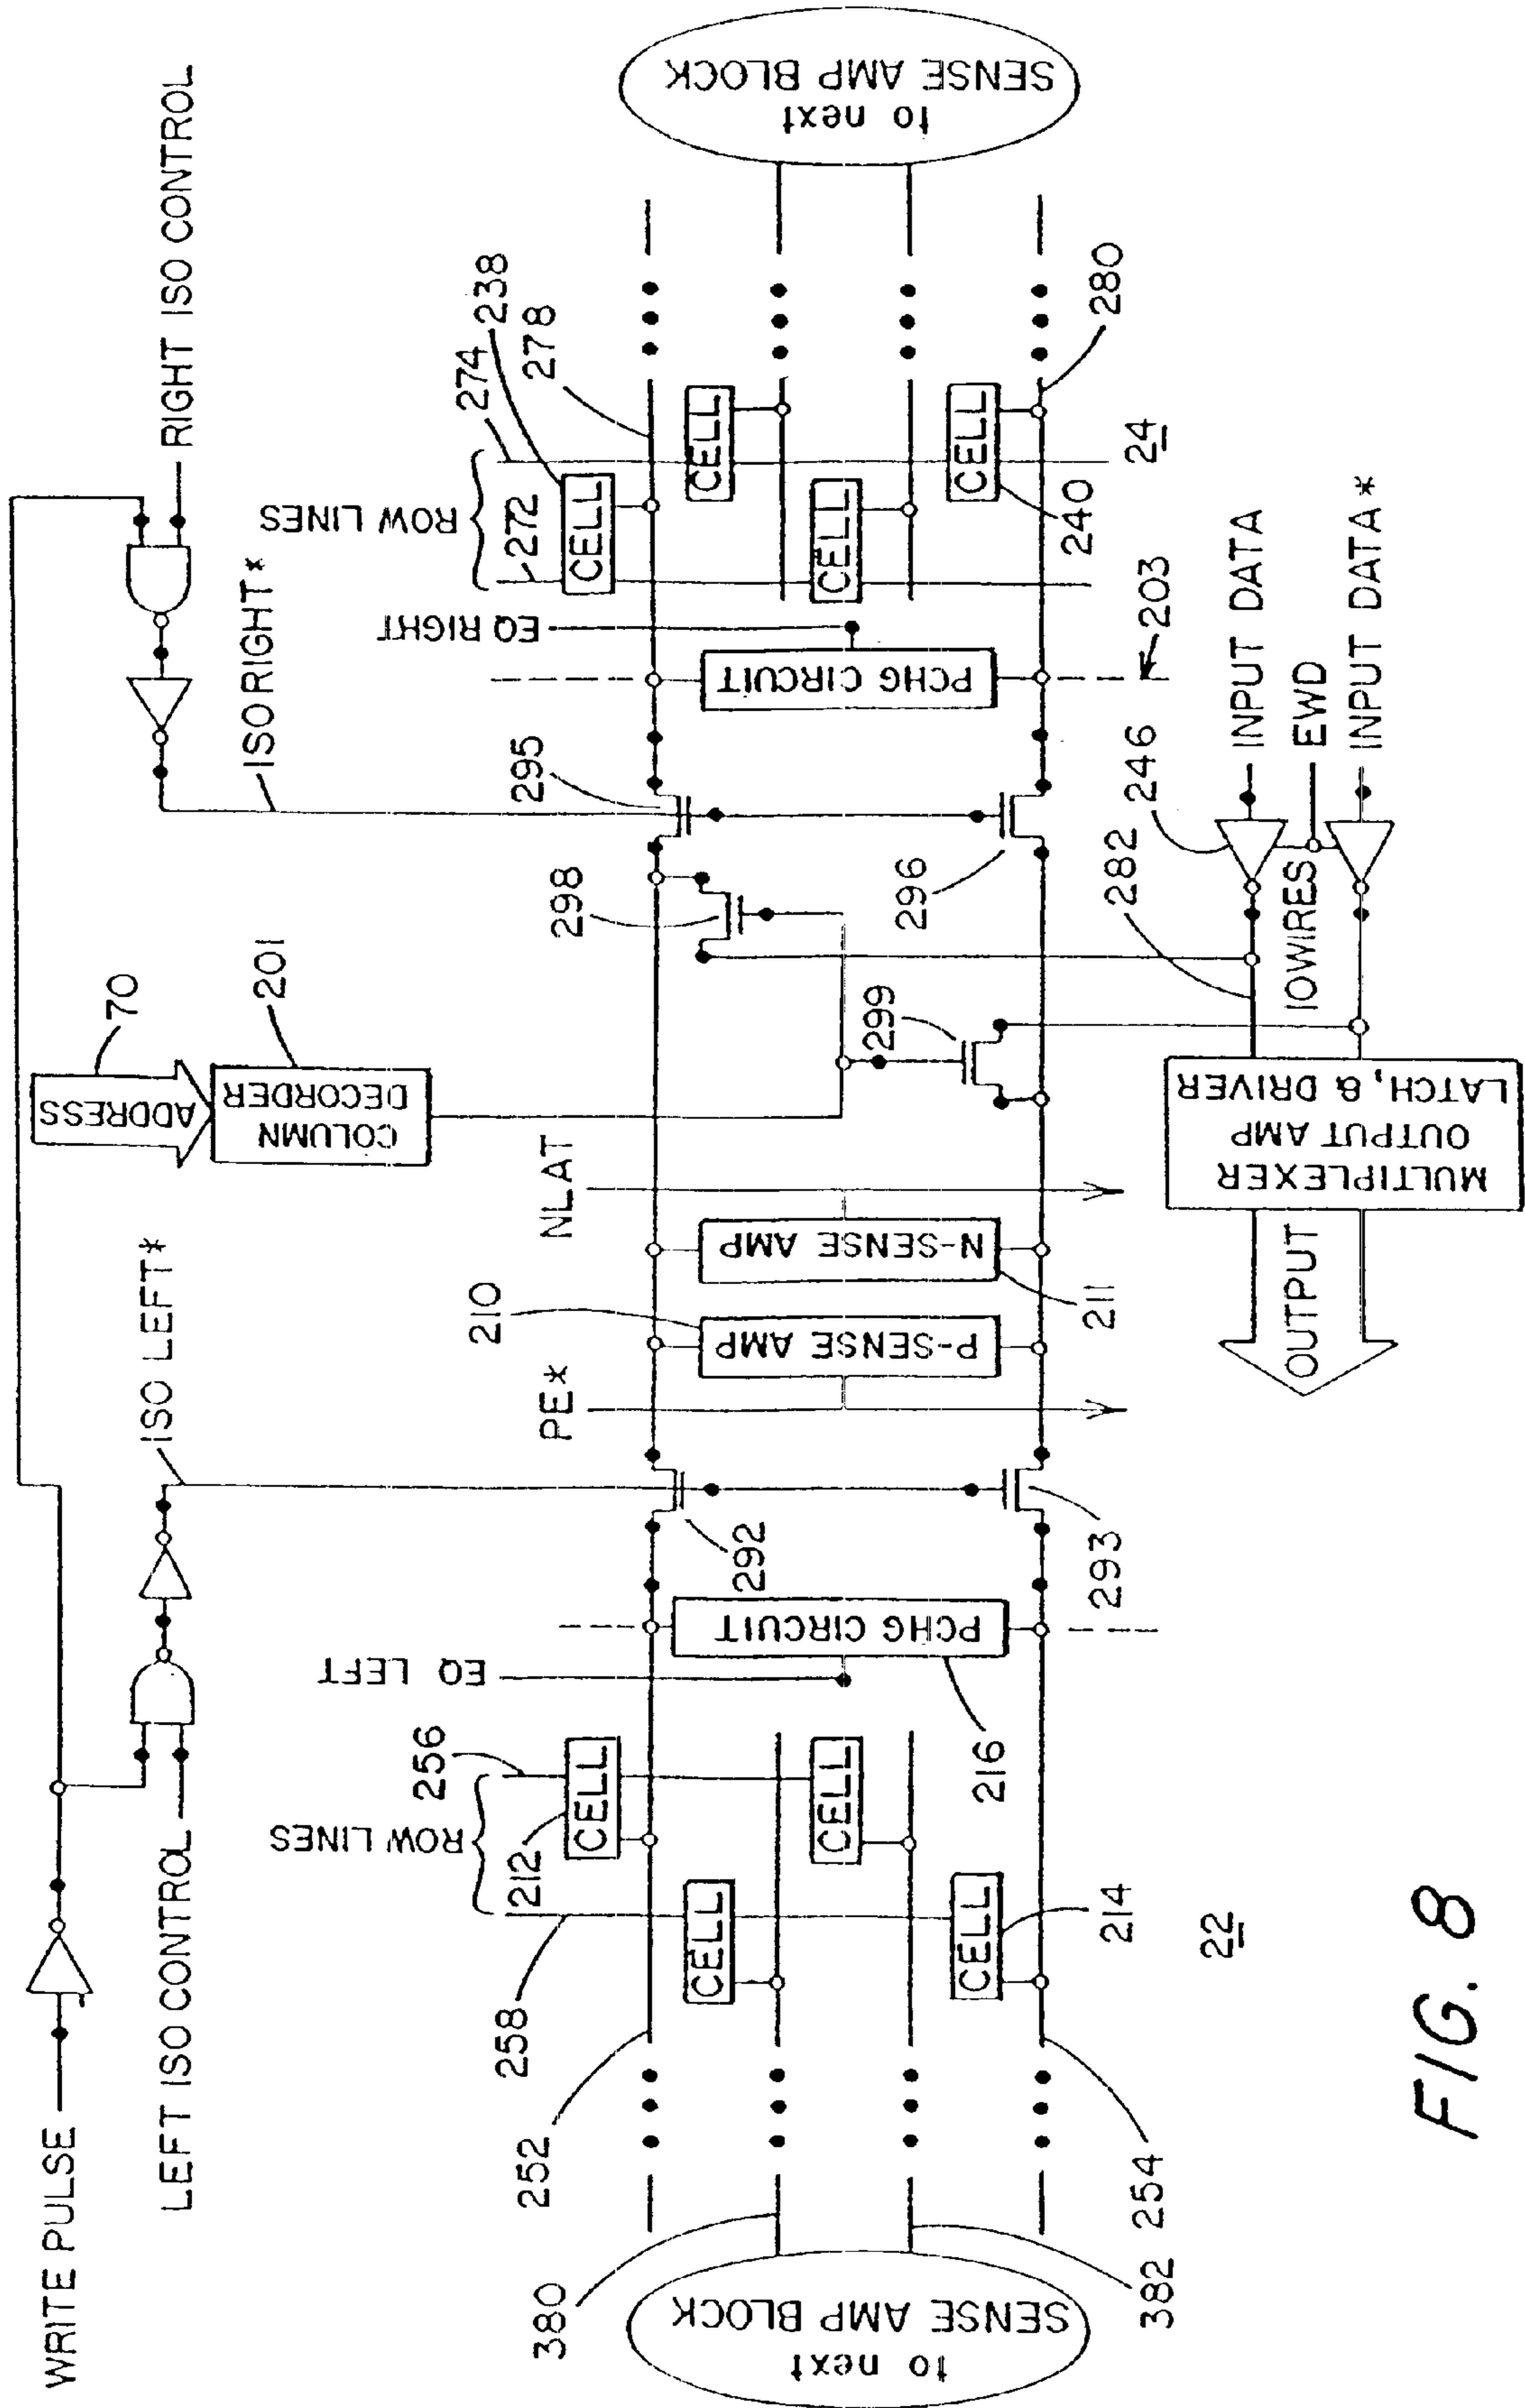 WRITE PULSE
LEFT ISO CONTROL
ISO LEFT*
ISORIGHT*
RIGHT ISO CONTROL
70
ADDRESS
201
COLUMN
DECORDER
380
252
258
ROW LINES
212
256
EQ LEFT
292
PE*
210
NLAT
298
295
EQ RIGHT
ROW LINES
272
274
238
278
to next
SENSE AMP BLOCK
CELL
CELL
CELL
CELL
PCHG CIRCUIT
P-SENSE AMP
N-SENSE AMP
299
PCHG CIRCUIT
CELL
CELL
CELL
CELL
to next
SENSE AMP BLOCK
382
254
214
216
293
211
296
203
240
280
22
24
OUTPUT
MULTIPLEXER
OUTPUT AMP
LATCH, & DRIVER
282
IOWIRES
246
INPUT DATA
EWD
INPUT DATA*
FIG. 8